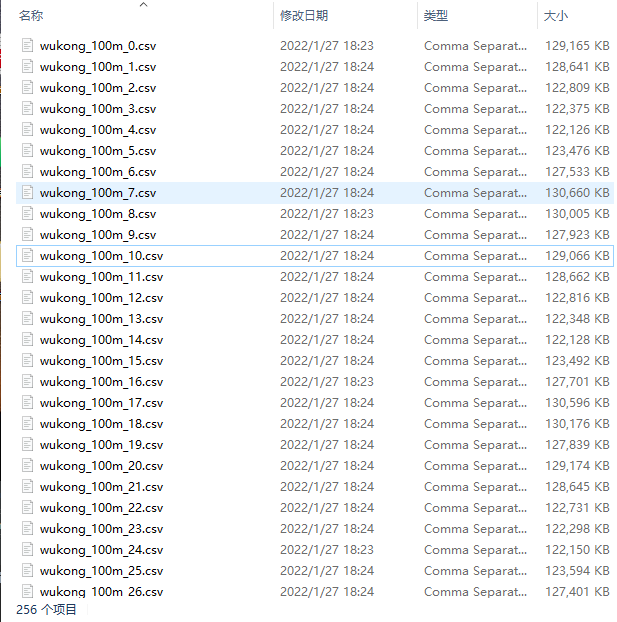 名称 修改日期 类型 大小
wukong_100m_0.csv 2022/1/27 18:23 Comma Separat... 129,165 KB
wukong_100m_1.csv 2022/1/27 18:24 Comma Separat... 128,641 KB
wukong_100m_2.csv 2022/1/27 18:24 Comma Separat... 122,809 KB
wukong_100m_3.csv 2022/1/27 18:24 Comma Separat... 122,375 KB
wukong_100m_4.csv 2022/1/27 18:24 Comma Separat... 122,126 KB
wukong_100m_5.csv 2022/1/27 18:24 Comma Separat... 123,476 KB
wukong_100m_6.csv 2022/1/27 18:24 Comma Separat... 127,533 KB
wukong_100m_7.csv 2022/1/27 18:24 Comma Separat... 130,660 KB
wukong_100m_8.csv 2022/1/27 18:23 Comma Separat... 130,005 KB
wukong_100m_9.csv 2022/1/27 18:24 Comma Separat... 127,923 KB
wukong_100m_10.csv 2022/1/27 18:24 Comma Separat... 129,066 KB
wukong_100m_11.csv 2022/1/27 18:24 Comma Separat... 128,662 KB
wukong_100m_12.csv 2022/1/27 18:24 Comma Separat... 122,816 KB
wukong_100m_13.csv 2022/1/27 18:24 Comma Separat... 122,348 KB
wukong_100m_14.csv 2022/1/27 18:24 Comma Separat... 122,128 KB
wukong_100m_15.csv 2022/1/27 18:24 Comma Separat... 123,492 KB
wukong_100m_16.csv 2022/1/27 18:23 Comma Separat... 127,701 KB
wukong_100m_17.csv 2022/1/27 18:24 Comma Separat... 130,596 KB
wukong_100m_18.csv 2022/1/27 18:24 Comma Separat... 130,176 KB
wukong_100m_19.csv 2022/1/27 18:24 Comma Separat... 127,839 KB
wukong_100m_20.csv 2022/1/27 18:24 Comma Separat... 129,174 KB
wukong_100m_21.csv 2022/1/27 18:24 Comma Separat... 128,645 KB
wukong_100m_22.csv 2022/1/27 18:24 Comma Separat... 122,731 KB
wukong_100m_23.csv 2022/1/27 18:24 Comma Separat... 122,298 KB
wukong_100m_24.csv 2022/1/27 18:23 Comma Separat... 122,150 KB
wukong_100m_25.csv 2022/1/27 18:24 Comma Separat... 123,594 KB
wukong_100m_26.csv 2022/1/27 18:24 Comma Separat... 127,401 KB
256 个项目